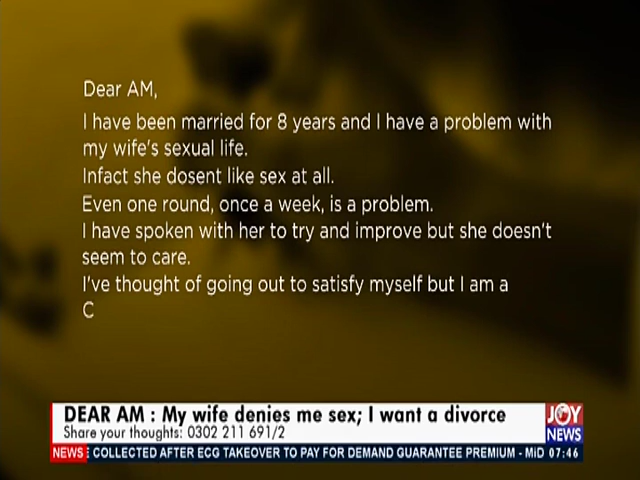 Dear AM,
I have been married for 8 years and I have a problem with
my wife's sexual life.
Infact she dosent like sex at all.
Even one round, once a week, is a problem.
I have spoken with her to try and improve but she doesn't
seem to care.
I've thought of going out to satisfy myself but I am a
C
DEAR AM : My wife denies me sex; I want a divorce
Share your thoughts: 0302 211 691/2
JOY
NEWS
NEWS COLLECTED AFTER ECG TAKEOVER TO PAY FOR DEMAND GUARANTEE PREMIUM - MiD 07:46